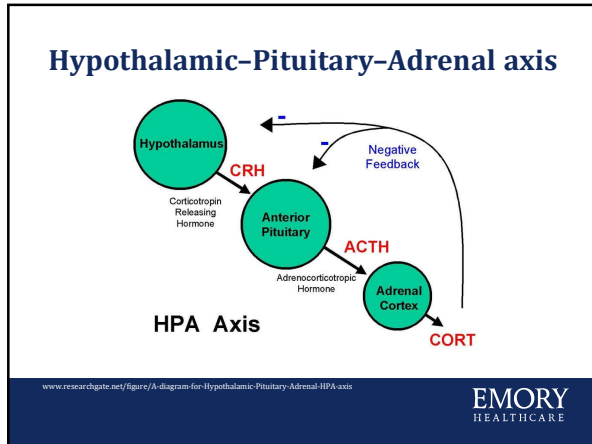 Hypothalamic–Pituitary–Adrenal axis
-
Hypothalamus
-
Negative
Feedback
CRH
Corticotropin
Releasing
Hormone
Anterior
Pituitary
ACTH
Adrenocorticotropic
Hormone
Adrenal
Cortex
HPA Axis
CORT
www.researchgate.net/figure/A-diagram-for-Hypothalamic-Pituitary-Adrenal-HPA-axis
EMORY
HEALTHCARE